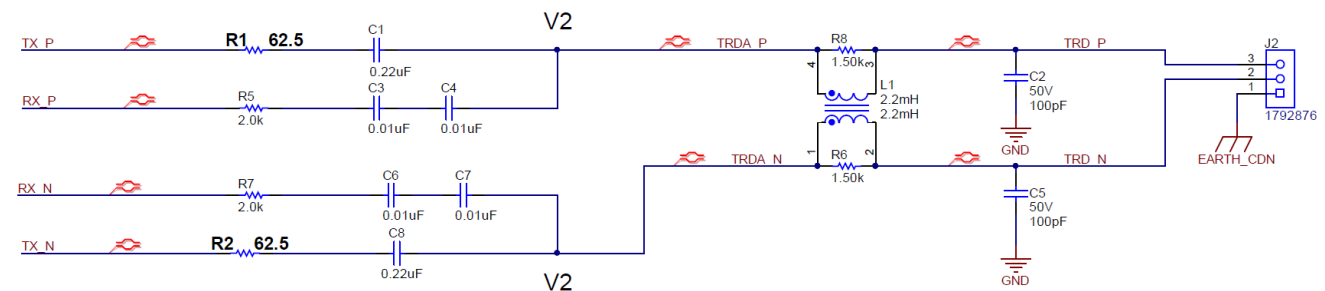 V2
TX_P
R1 62.5
C1
0.22uF
TRDA_P
R8
1.50k
4
3
TRD_P
J2
3
2
1
1792876
RX_P
R5
2.0k
C3
0.01uF
C4
0.01uF
L1
2.2mH
2.2mH
C2
50V
100pF
GND
EARTH_CDN
TRDA_N
1
2
R6
1.50k
TRD_N
RX_N
R7
2.0k
C6
0.01uF
C7
0.01uF
C5
50V
100pF
GND
TX_N
R2 62.5
C8
0.22uF
V2